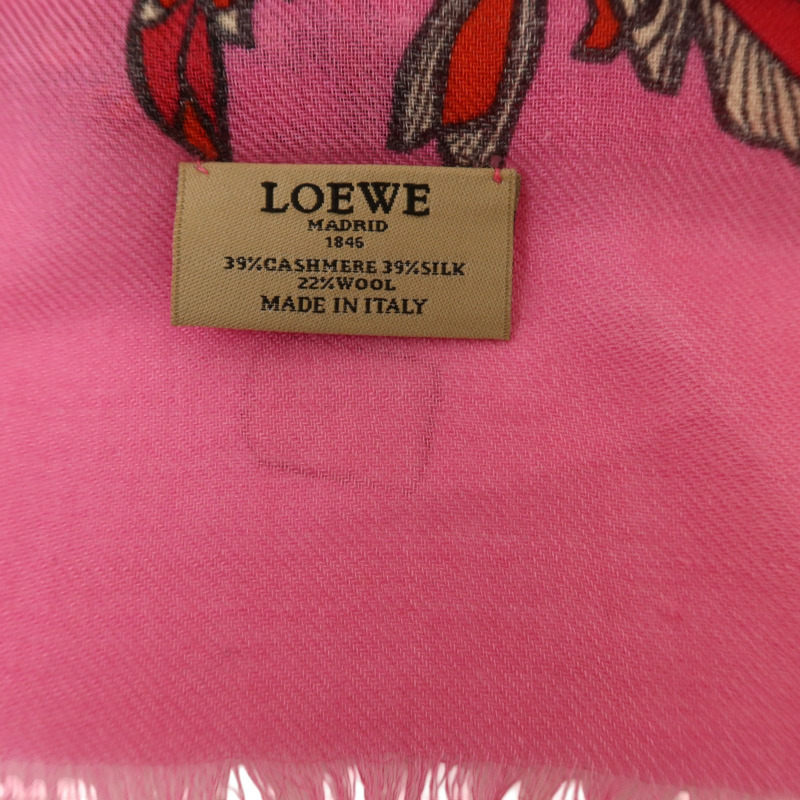 LOEWE
MADRID
1846
39%CASHMERE 39%SILK
22%WOOL
MADE IN ITALY